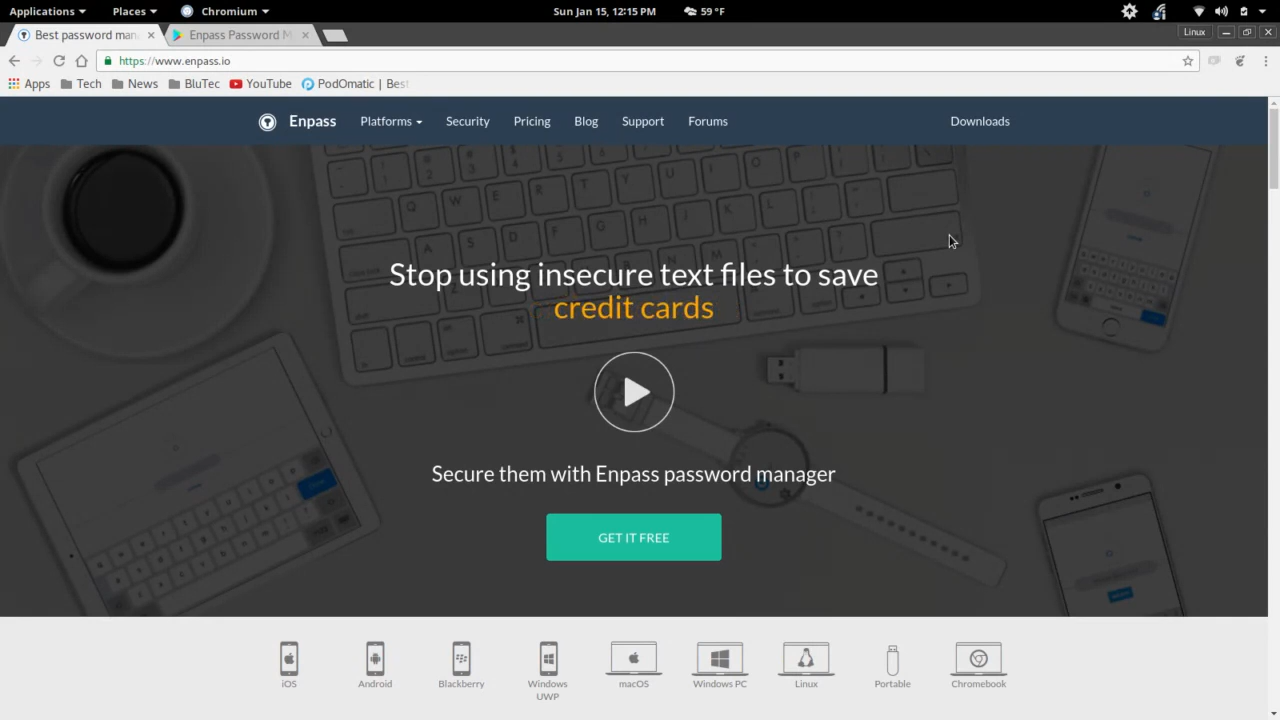 Applications Places Chromium Sun Jan 15, 12:15 PM 59 °F
Best password man Enpass Password M Linux
https://www.enpass.io
Apps Tech News BluTec YouTube PodOmatic | Best
Enpass Platforms Security Pricing Blog Support Forums Downloads
Stop using insecure text files to save
credit cards
Secure them with Enpass password manager
GET IT FREE
iOS Android Blackberry Windows UWP macOS Windows PC Linux Portable Chromebook